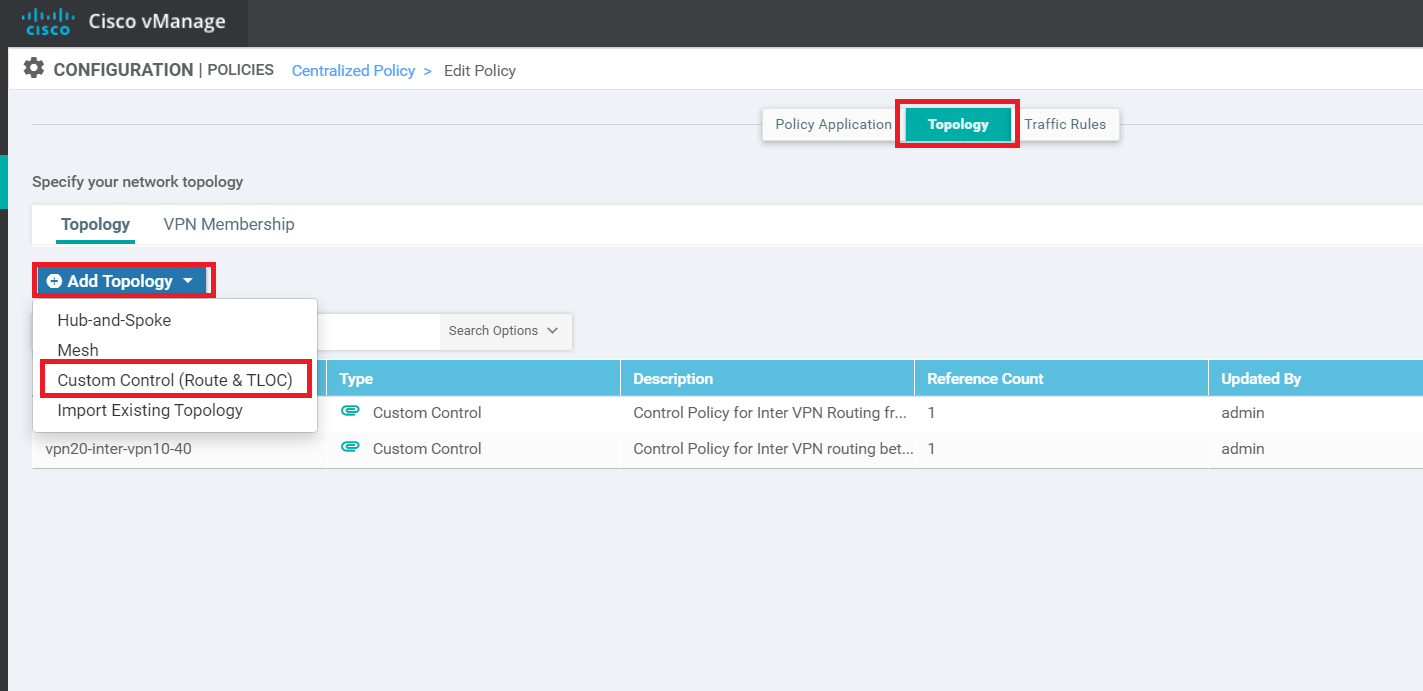 cisco Cisco vManage
CONFIGURATION | POLICIES Centralized Policy > Edit Policy
Policy Application Topology Traffic Rules
Specify your network topology
Topology VPN Membership
Add Topology
Hub-and-Spoke
Search Options
Mesh
Custom Control (Route & TLOC)
Type Description Reference Count Updated By
Import Existing Topology
Custom Control Control Policy for Inter VPN Routing fr... 1 admin
vpn20-inter-vpn10-40 Custom Control Control Policy for Inter VPN routing bet... 1 admin